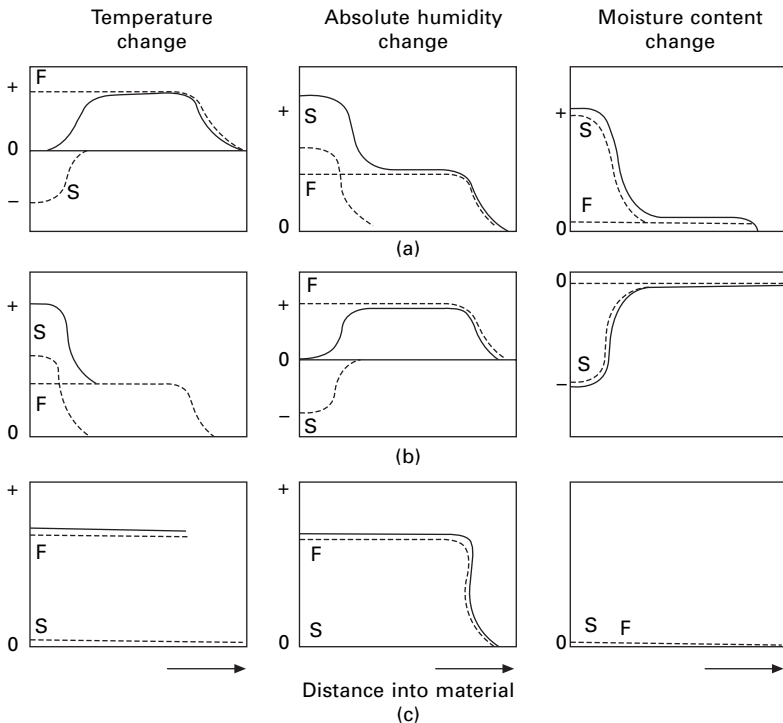 Temperature change
Absolute humidity change
Moisture content change
+
F
0
S
–
+
S
F
0
+
S
F
0
(a)
+
S
F
0
F
+
0
–
S
0
S
–
(b)
+
F
S
0
+
F
S
0
+
S F
0
Distance into material
(c)